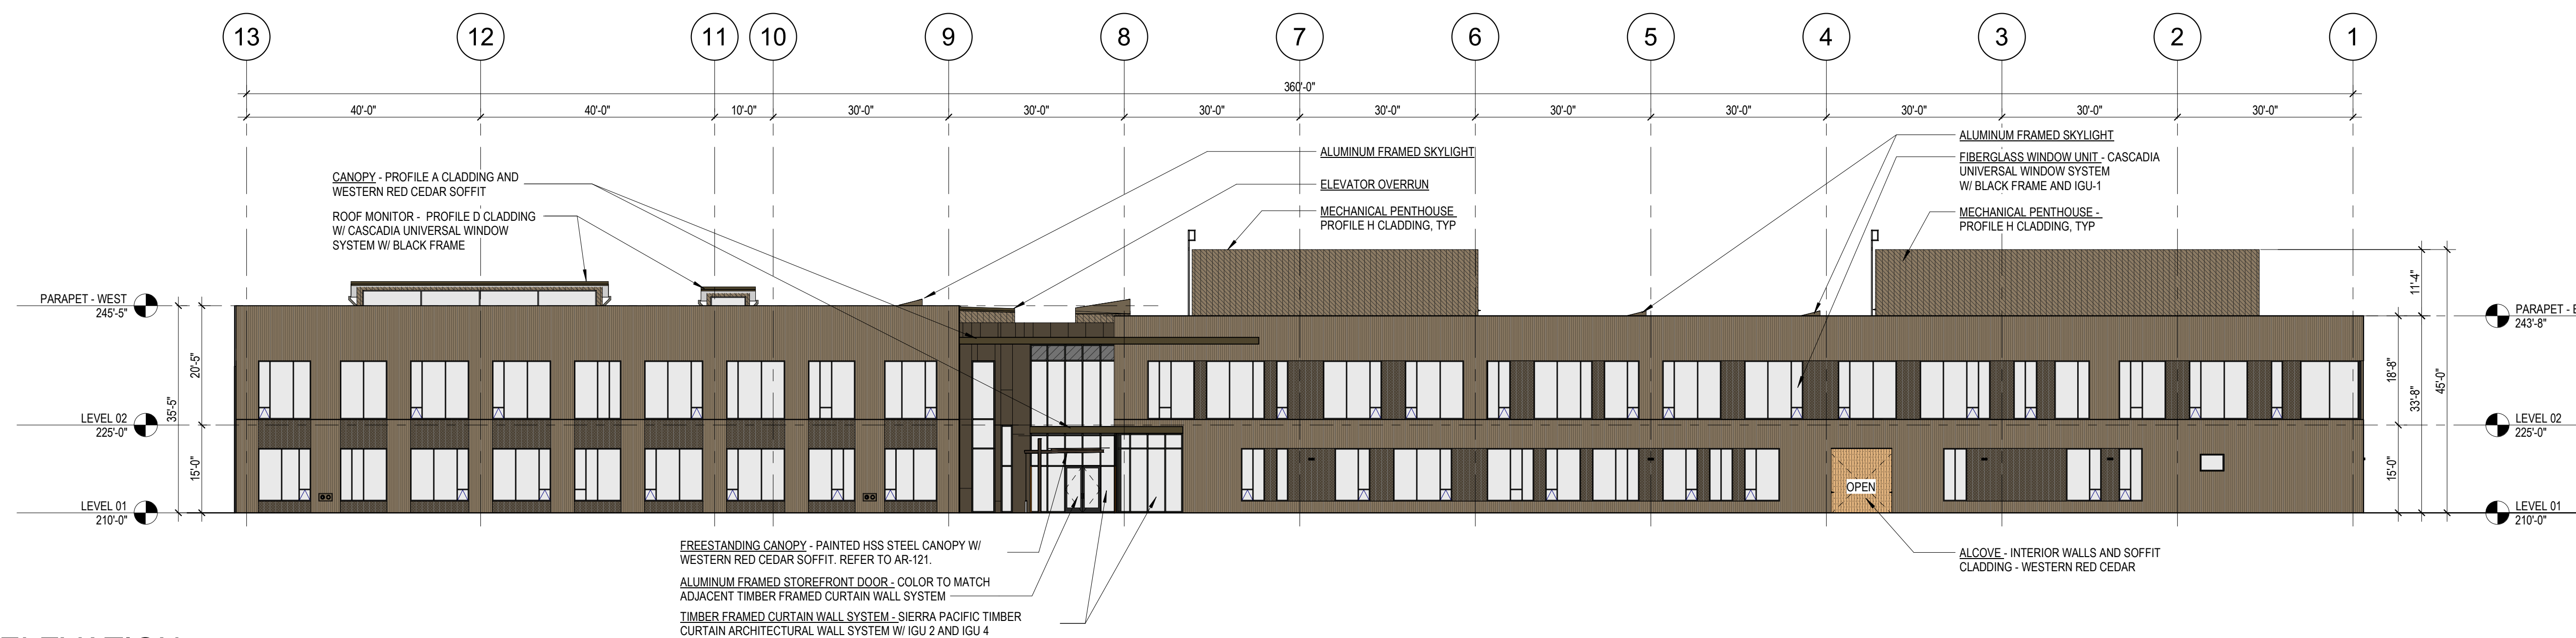 13 12 11 10 9 8 7 6 5 4 3 2 1
360'-0"
40'-0" 40'-0" 10'-0" 30'-0" 30'-0" 30'-0" 30'-0" 30'-0" 30'-0" 30'-0" 30'-0" 30'-0"
CANOPY - PROFILE A CLADDING AND
WESTERN RED CEDAR SOFFIT
ROOF MONITOR - PROFILE D CLADDING
W/ CASCADIA UNIVERSAL WINDOW
SYSTEM W/ BLACK FRAME
ALUMINUM FRAMED SKYLIGHT
ELEVATOR OVERRUN
MECHANICAL PENTHOUSE
PROFILE H CLADDING, TYP
ALUMINUM FRAMED SKYLIGHT
FIBERGLASS WINDOW UNIT - CASCADIA
UNIVERSAL WINDOW SYSTEM
W/ BLACK FRAME AND IGU-1
MECHANICAL PENTHOUSE -
PROFILE H CLADDING, TYP
PARAPET - WEST
245'-5"
LEVEL 02
225'-0"
LEVEL 01
210'-0"
35'-5"
20'-5"
15'-0"
OPEN
11'-4"
18'-8"
33'-8"
45'-0"
15'-0"
PARAPET - E
243'-8"
LEVEL 02
225'-0"
LEVEL 01
210'-0"
FREESTANDING CANOPY - PAINTED HSS STEEL CANOPY W/
WESTERN RED CEDAR SOFFIT. REFER TO AR-121.
ALUMINUM FRAMED STOREFRONT DOOR - COLOR TO MATCH
ADJACENT TIMBER FRAMED CURTAIN WALL SYSTEM
TIMBER FRAMED CURTAIN WALL SYSTEM - SIERRA PACIFIC TIMBER
CURTAIN ARCHITECTURAL WALL SYSTEM W/ IGU 2 AND IGU 4
ALCOVE - INTERIOR WALLS AND SOFFIT
CLADDING - WESTERN RED CEDAR